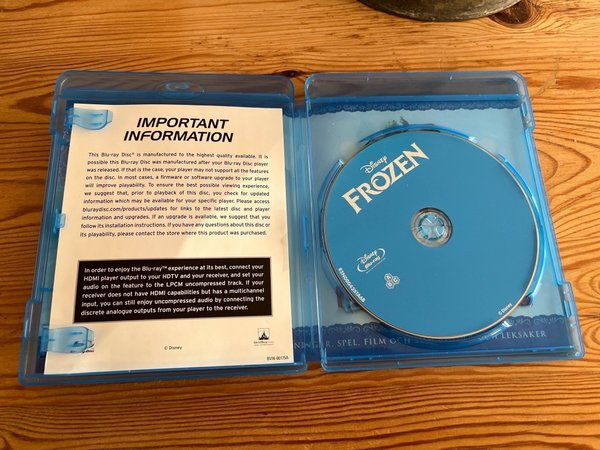 IMPORTANT
INFORMATION
This Blu-ray Disc® is manufactured to the highest quality available. It is
possible this Blu-ray Disc was manufactured after your Blu-ray Disc player
was released. If that is the case, your player may not support all the features
on the disc. In most cases, a firmware or software upgrade to your player
will improve playability. To ensure the best possible viewing experience,
we suggest that, prior to playback of this disc, you check for updated
information which may be available for your specific player. Please access
bluraydisc.com/products/updates for links to the latest disc and player
information and upgrades. If an upgrade is available, we suggest that you
follow its installation instructions. If you have any questions about this disc or
its playability, please contact the store where this product was purchased.
In order to enjoy the Blu-ray™ experience at its best, connect your
HDMI player output to your HDTV and your receiver, and set your
audio on the feature to the LPCM uncompressed track. If your
receiver does not have HDMI capabilities but has a multichannel
input, you can still enjoy uncompressed audio by connecting the
discrete analogue outputs from your player to the receiver.
© Disney
BVI6-00175A
Disney
FROZEN
Disney
Blu-ray
© Disney
SPEL, FILM OCH
LEKSAKER